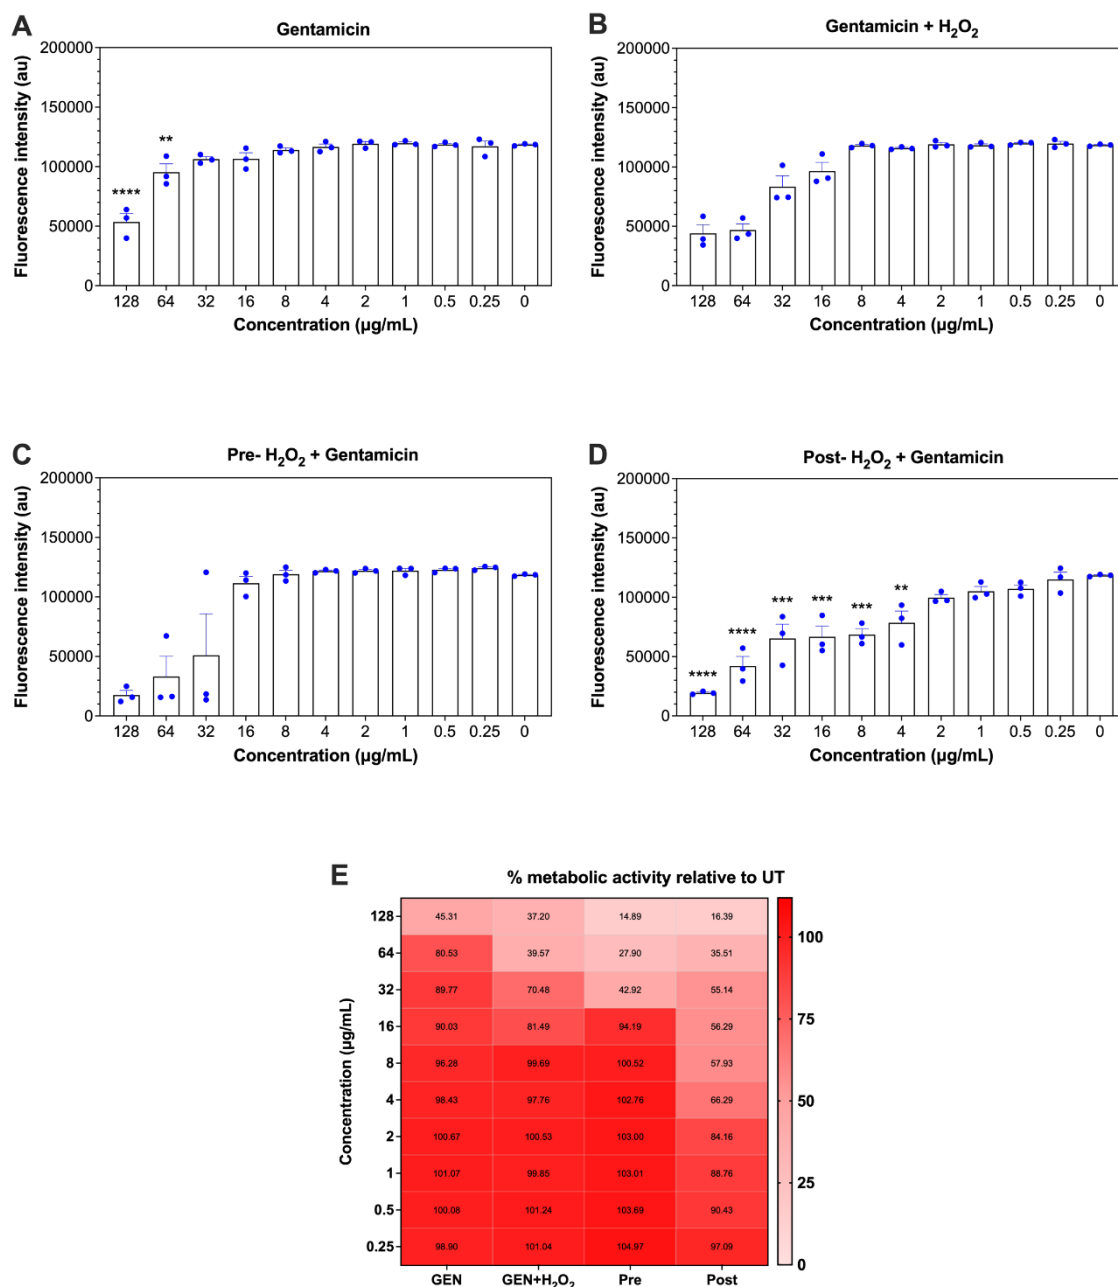 A
Gentamicin
Fluorescence intensity (au)
200000
150000
100000
50000
0
****
**
128 64 32 16 8 4 2 1 0.5 0.25 0
Concentration (µg/mL)
B
Gentamicin + H₂O₂
Fluorescence intensity (au)
200000
150000
100000
50000
0
128 64 32 16 8 4 2 1 0.5 0.25 0
Concentration (µg/mL)
C
Pre- H₂O₂ + Gentamicin
Fluorescence intensity (au)
200000
150000
100000
50000
0
128 64 32 16 8 4 2 1 0.5 0.25 0
Concentration (µg/mL)
D
Post- H₂O₂ + Gentamicin
Fluorescence intensity (au)
200000
150000
100000
50000
0
****
****
***
***
***
**
128 64 32 16 8 4 2 1 0.5 0.25 0
Concentration (µg/mL)
E
% metabolic activity relative to UT
Concentration (µg/mL)
128 45.31 37.20 14.89 16.39
64 80.53 39.57 27.90 35.51
32 89.77 70.48 42.92 55.14
16 90.03 81.49 94.19 56.29
8 96.28 99.69 100.52 57.93
4 98.43 97.76 102.76 66.29
2 100.67 100.53 103.00 84.16
1 101.07 99.85 103.01 88.76
0.5 100.08 101.24 103.69 90.43
0.25 98.90 101.04 104.97 97.09
GEN GEN+H₂O₂ Pre Post
100
75
50
25
0